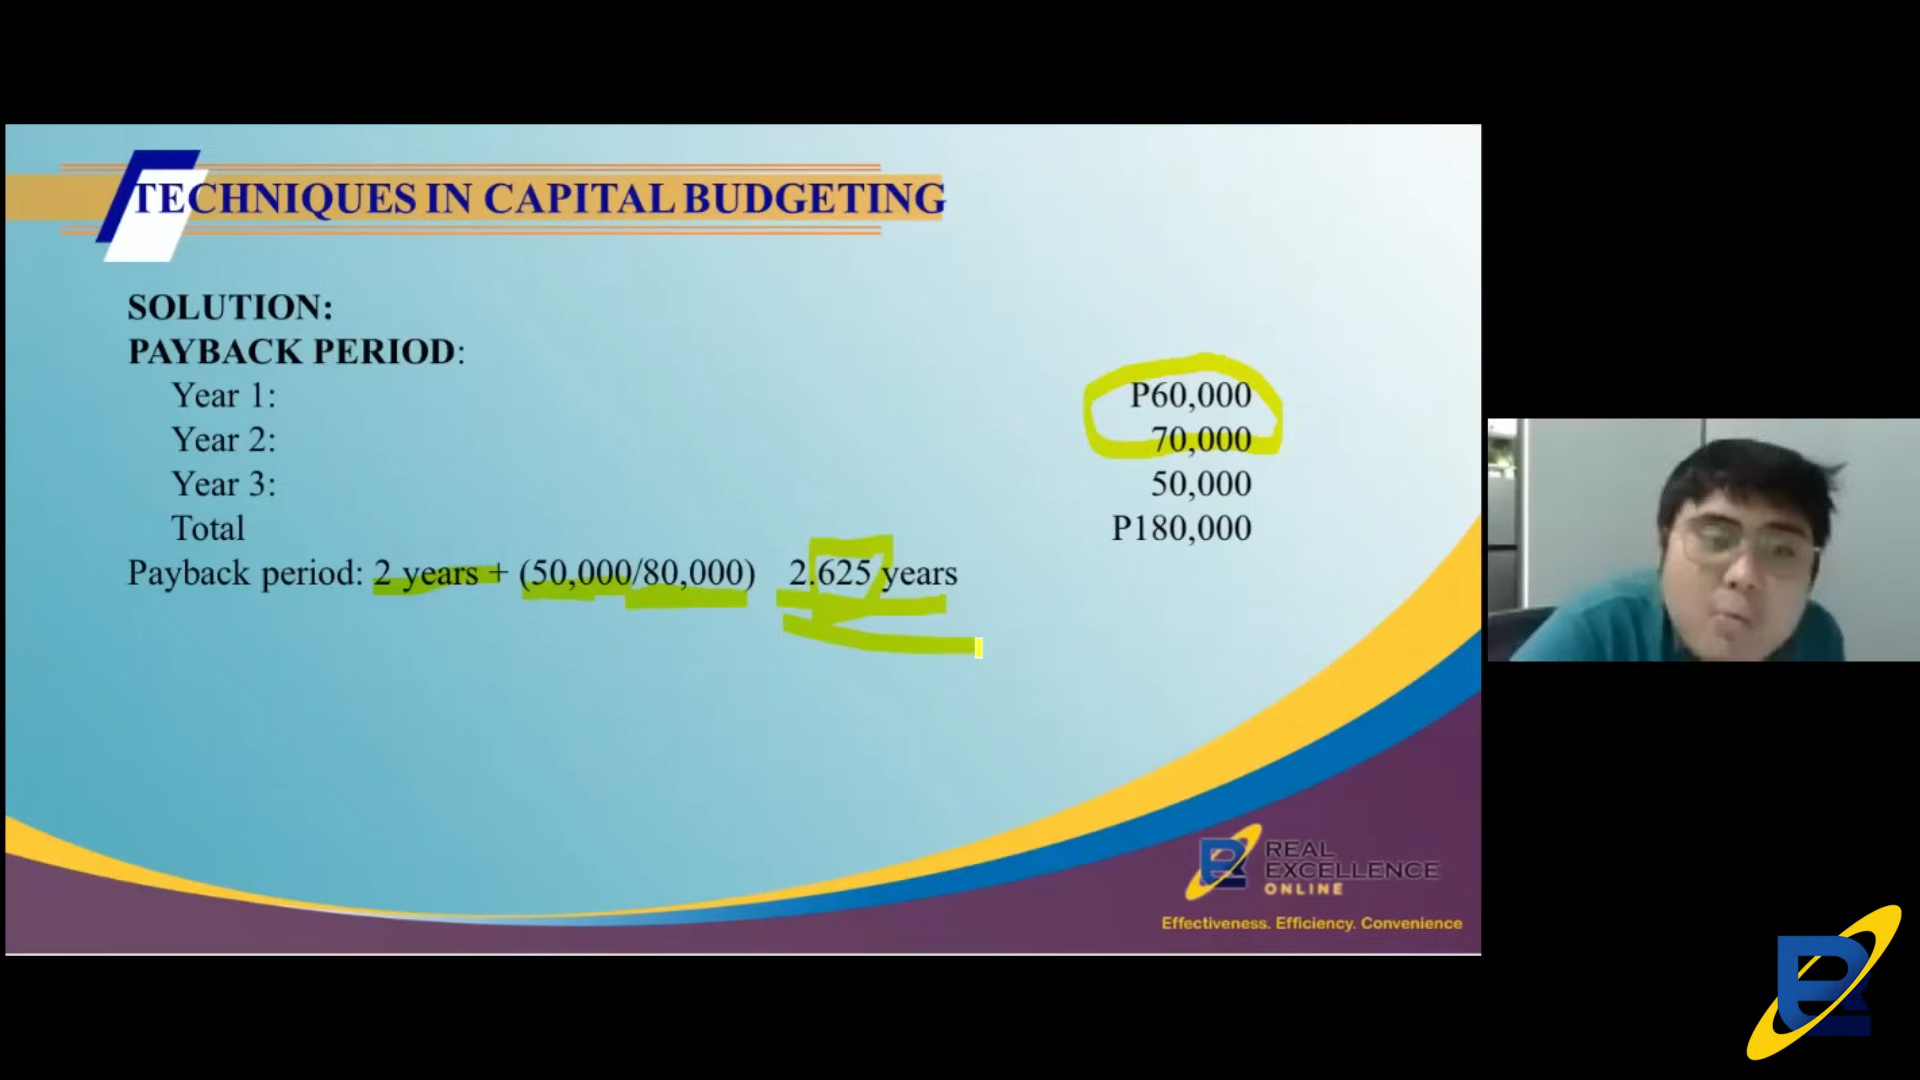 TECHNIQUES IN CAPITAL BUDGETING
SOLUTION:
PAYBACK PERIOD:
Year 1: P60,000
Year 2: 70,000
Year 3: 50,000
Total P180,000
Payback period: 2 years + (50,000/80,000) 2.625 years
REAL
EXCELLENCE
ONLINE
Effectiveness. Efficiency. Convenience